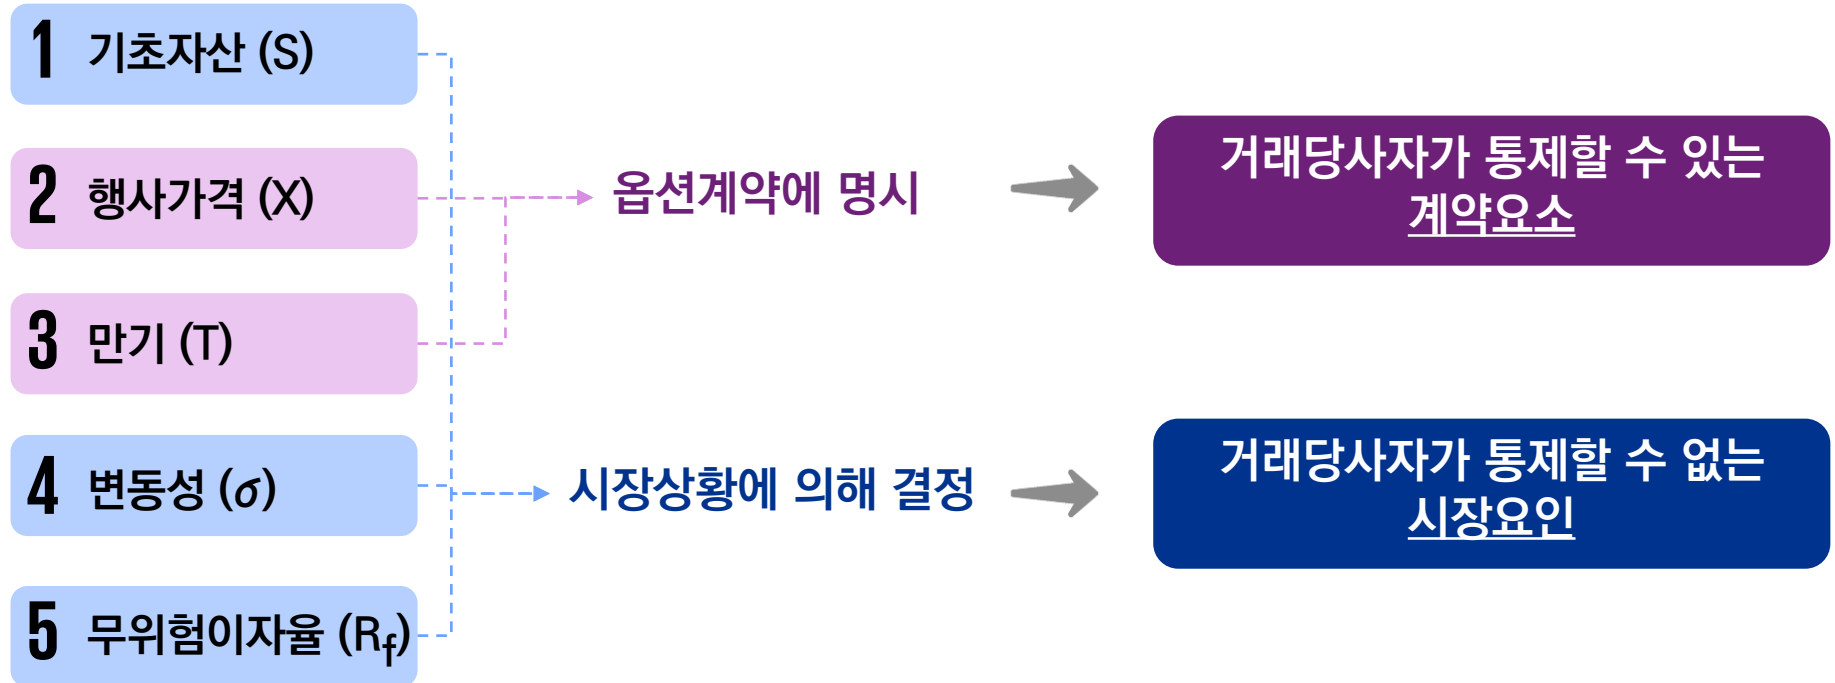 1 기초자산 (S)
2 행사가격 (X)
3 만기 (T)
4 변동성 (σ)
5 무위험이자율 (Rf)
옵션계약에 명시
시장상황에 의해 결정
거래당사자가 통제할 수 있는
계약요소
거래당사자가 통제할 수 없는
시장요인